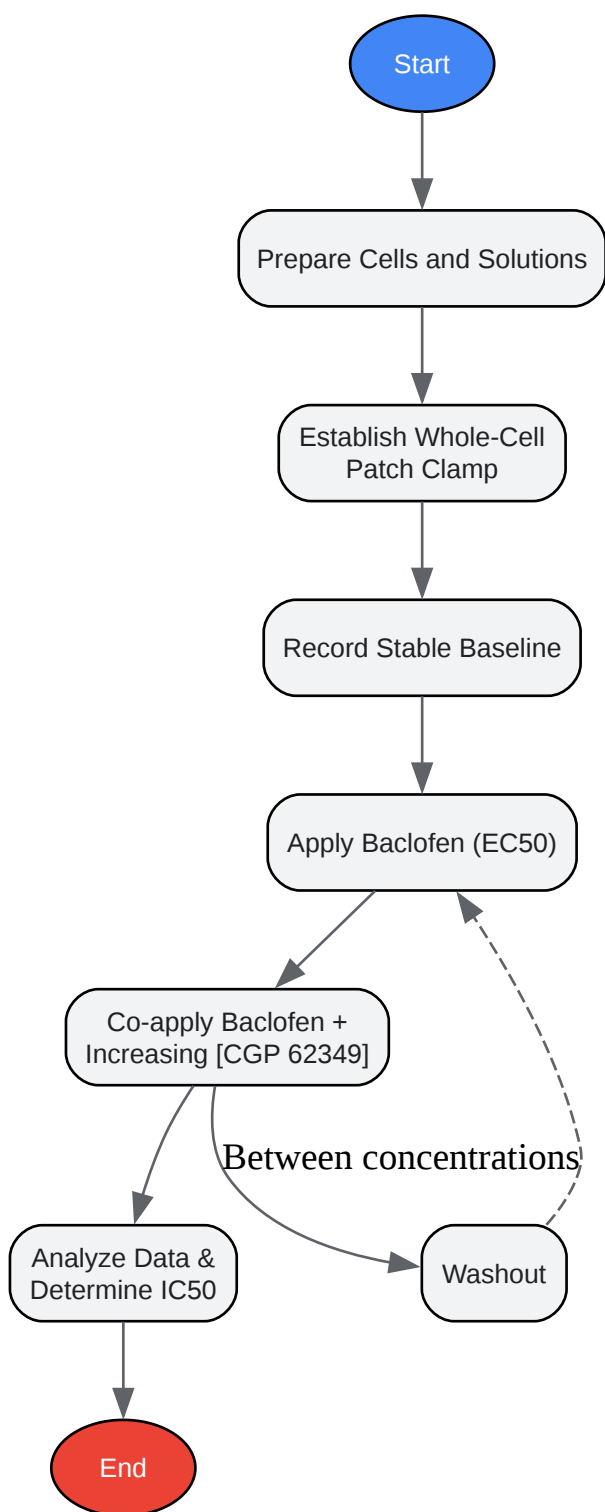 Start
Prepare Cells and Solutions
Establish Whole-Cell
Patch Clamp
Record Stable Baseline
Apply Baclofen (EC50)
Co-apply Baclofen +
Increasing [CGP 62349]
Between concentrations
Analyze Data &
Determine IC50
Washout
End